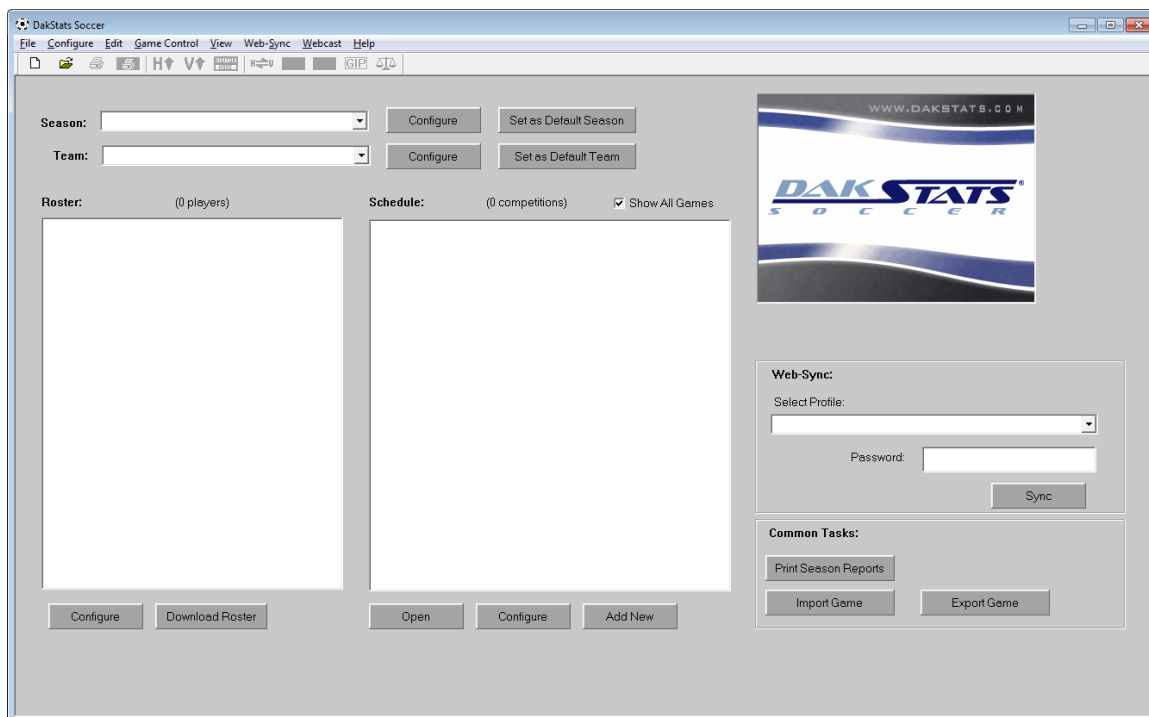 DakStats Soccer
File Configure Edit Game Control View Web-Sync Webcast Help
H V GIP
WWW.DAKSTATS.COM
Season: Configure Set as Default Season
Team: Configure Set as Default Team
DAKSTATS®
SOCCER
Roster: (0 players) Schedule: (0 competitions) Show All Games
Web-Sync:
Select Profile:
Password:
Sync
Common Tasks:
Print Season Reports
Import Game Export Game
Configure Download Roster Open Configure Add New